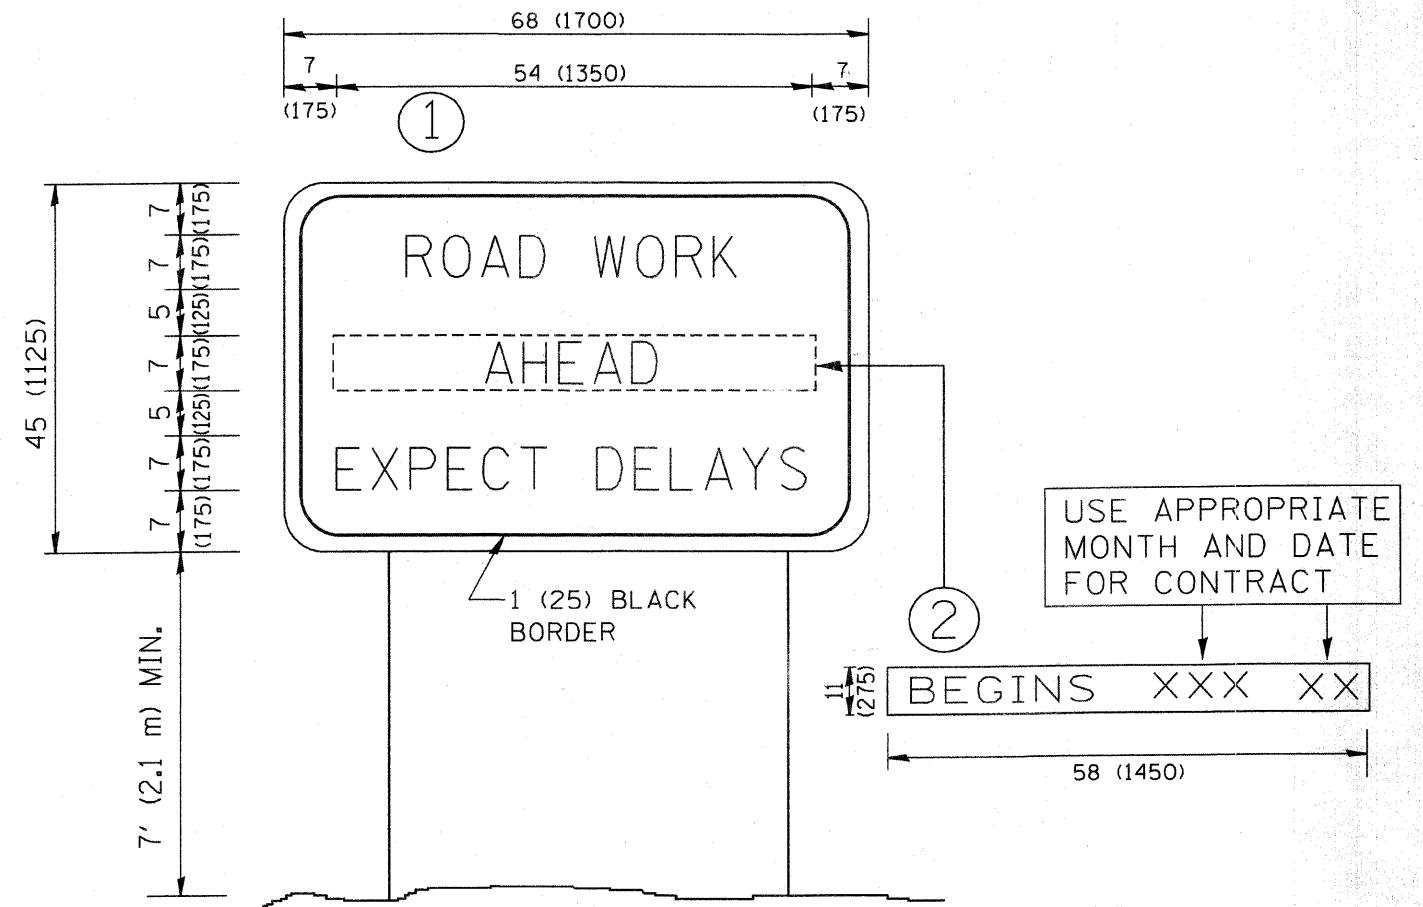 68 (1700)
7 54 (1350) 7
(175) (175)
1
45 (1125)
7 (175)
7 (175)
5 (125)
7 (175)
5 (125)
7 (175)
7 (175)
ROAD WORK
AHEAD
EXPECT DELAYS
1 (25) BLACK
BORDER
7' (2.1 m) MIN.
2
USE APPROPRIATE
MONTH AND DATE
FOR CONTRACT
11
(275)
BEGINS XXX XX
58 (1450)